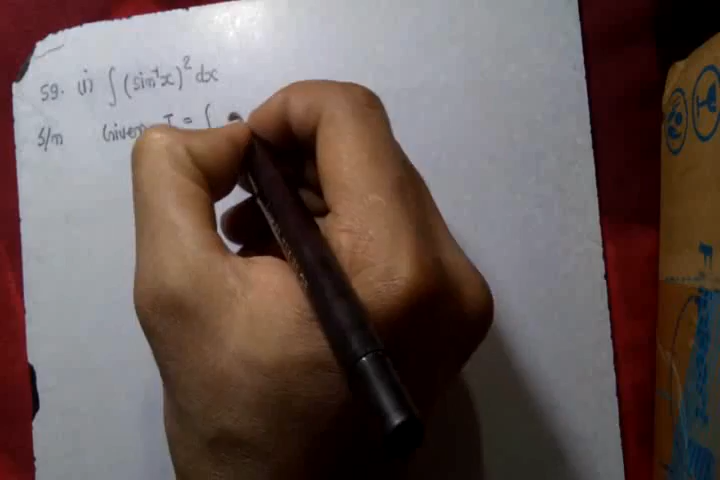 59. (i) ∫ (sin⁻¹x)² dx
S/n Given I = ∫